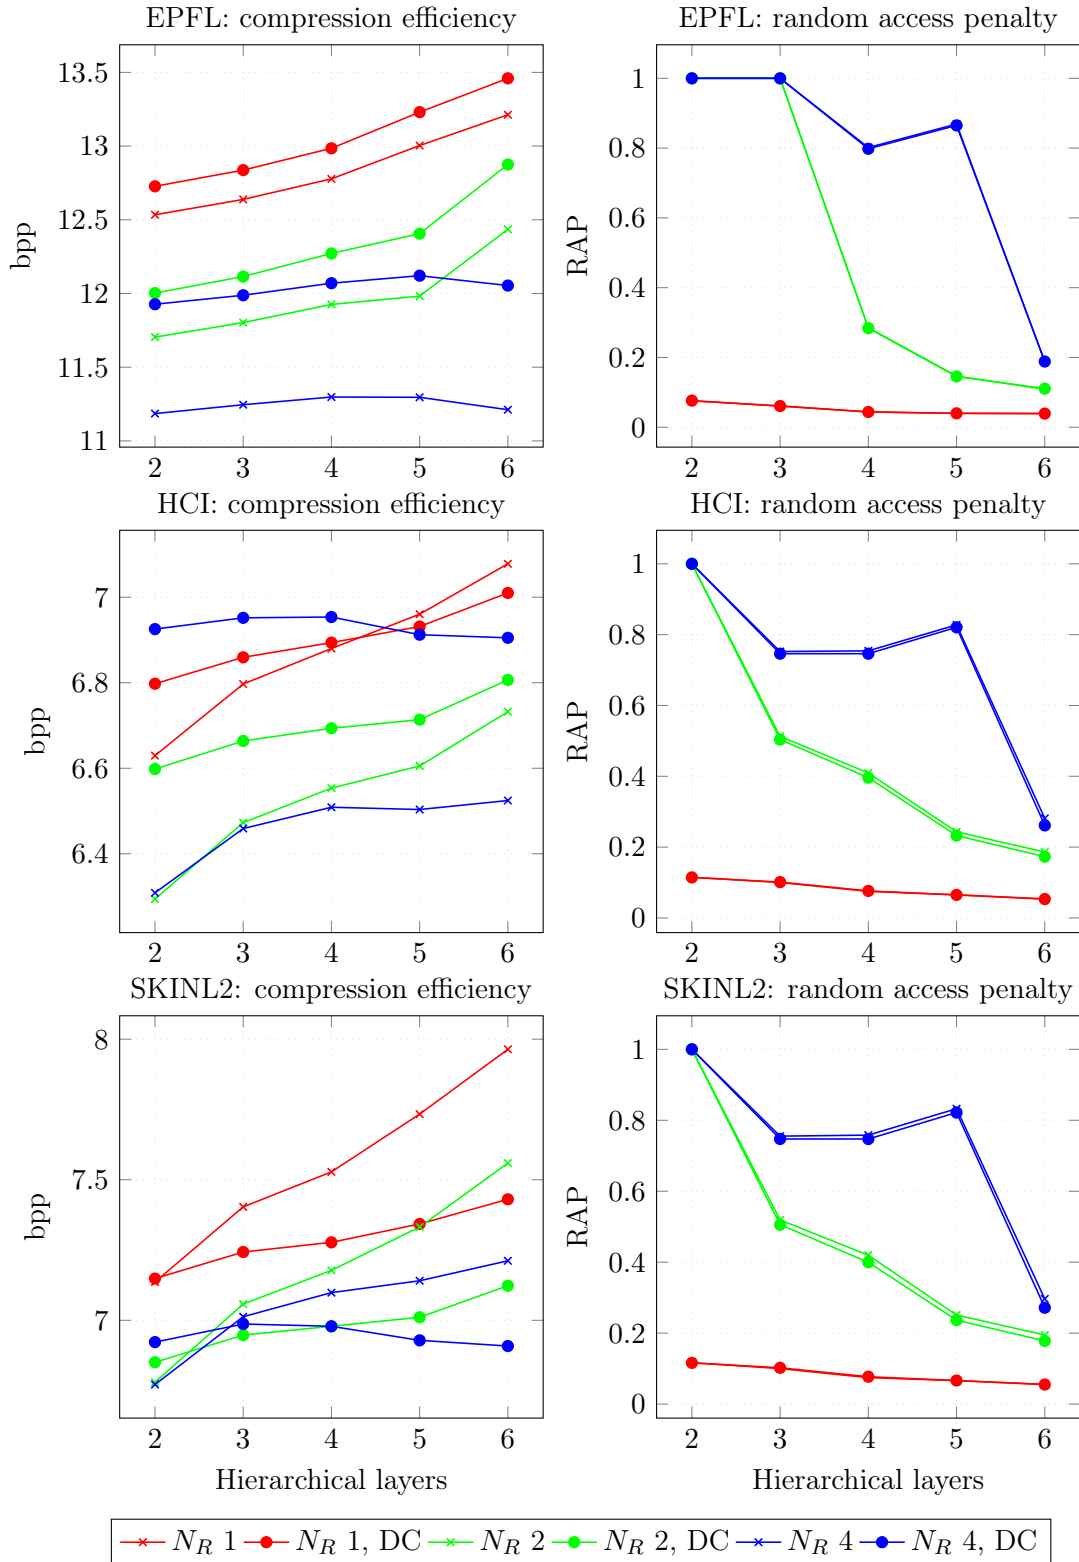 EPFL: compression efficiency
13.5
13
12.5
12
11.5
11
bpp
2 3 4 5 6
EPFL: random access penalty
1
0.8
0.6
0.4
0.2
0
RAP
2 3 4 5 6
HCI: compression efficiency
7
6.8
6.6
6.4
bpp
2 3 4 5 6
HCI: random access penalty
1
0.8
0.6
0.4
0.2
0
RAP
2 3 4 5 6
SKINL2: compression efficiency
8
7.5
7
bpp
2 3 4 5 6
Hierarchical layers
SKINL2: random access penalty
1
0.8
0.6
0.4
0.2
0
RAP
2 3 4 5 6
Hierarchical layers
N_R 1 N_R 1, DC N_R 2 N_R 2, DC N_R 4 N_R 4, DC